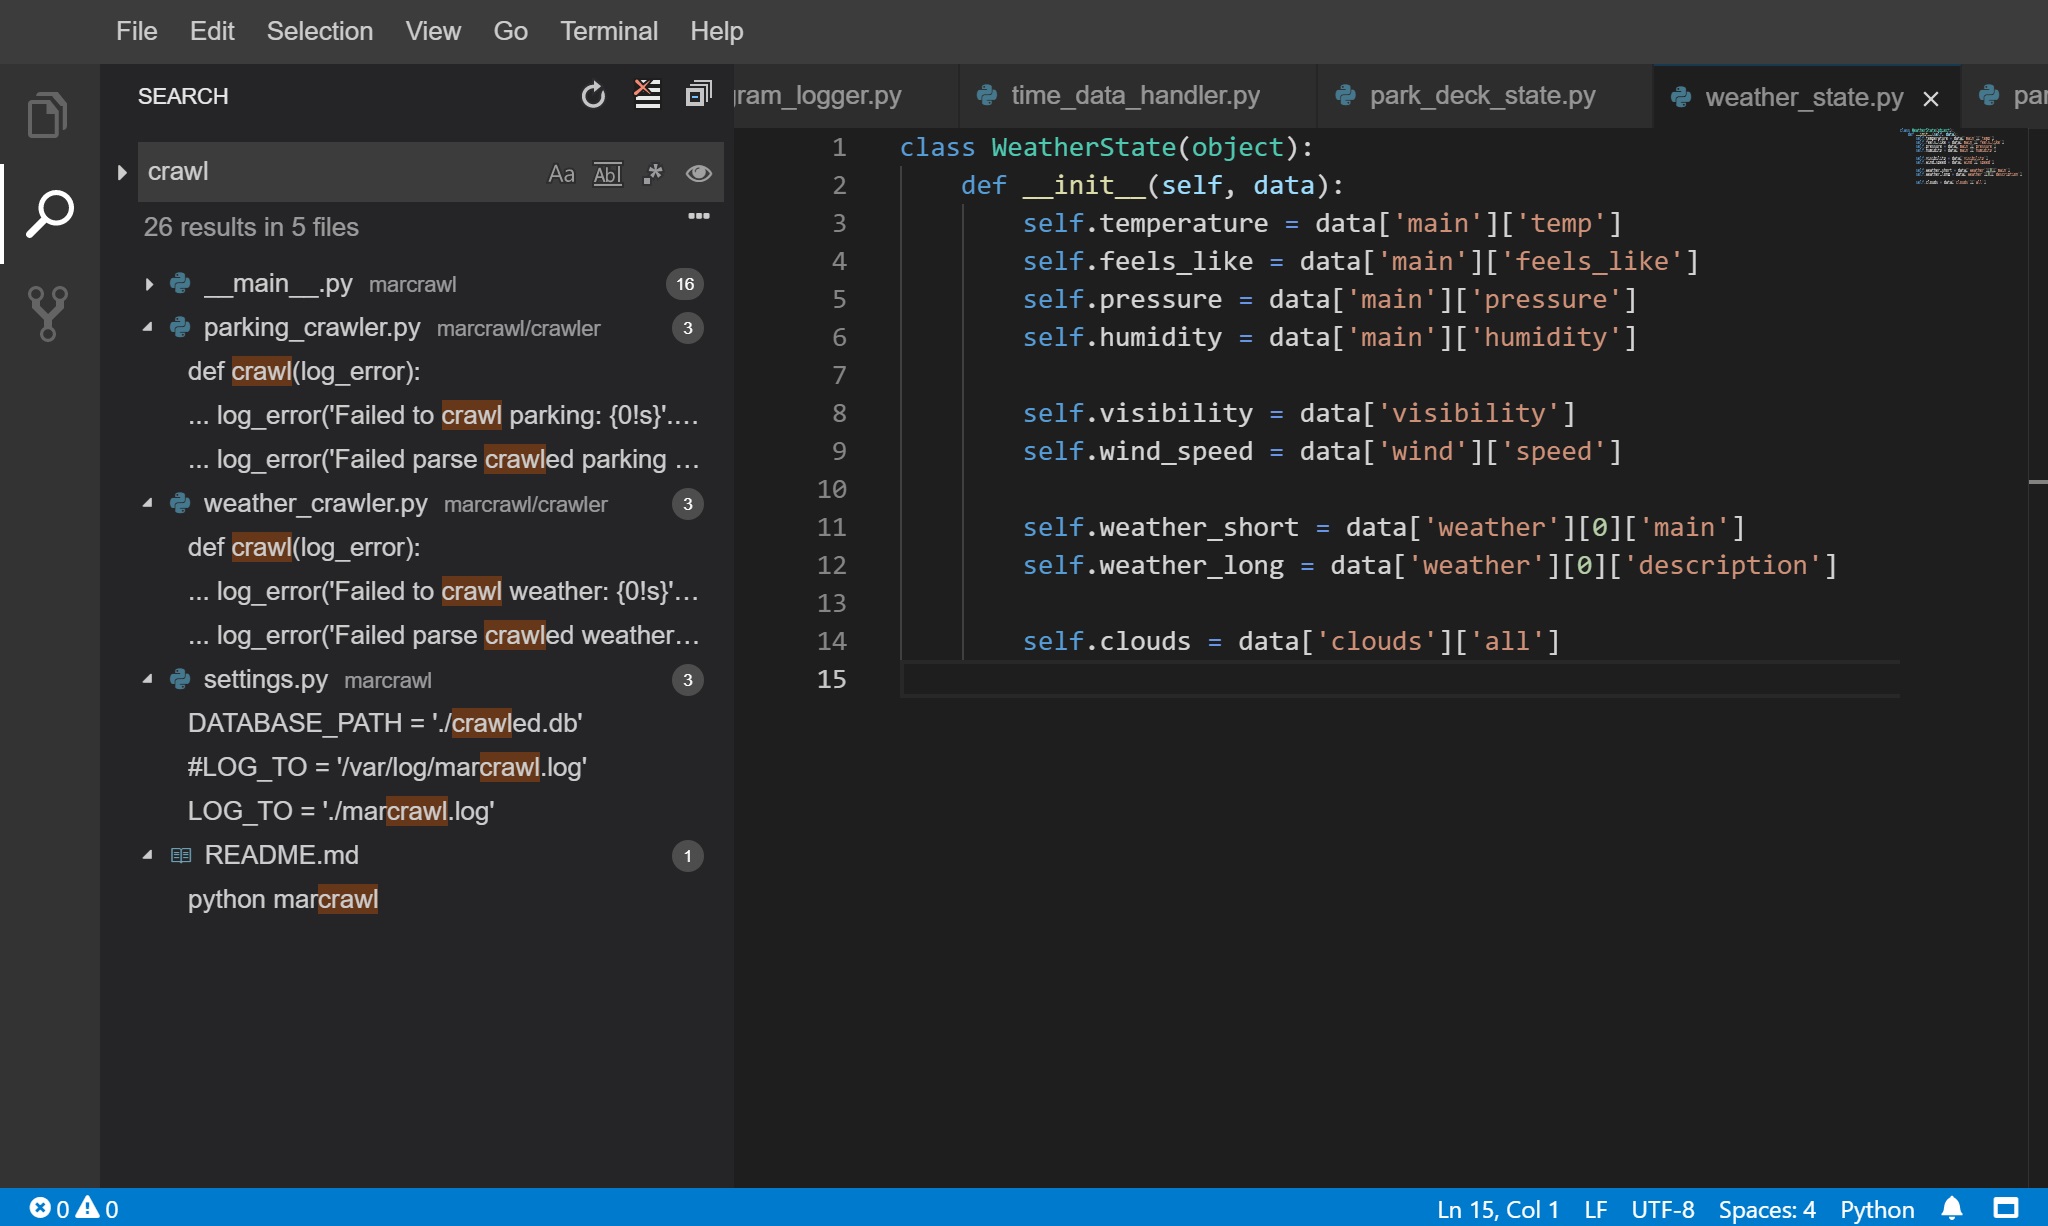 File Edit Selection View Go Terminal Help
SEARCH
crawl
Aa Abl .*
26 results in 5 files
...
__main__.py marcrawl 16
parking_crawler.py marcrawl/crawler 3
def crawl(log_error):
... log_error('Failed to crawl parking: {0!s}'....
... log_error('Failed parse crawled parking ...
weather_crawler.py marcrawl/crawler 3
def crawl(log_error):
... log_error('Failed to crawl weather: {0!s}'...
... log_error('Failed parse crawled weather...
settings.py marcrawl 3
DATABASE_PATH = './crawled.db'
#LOG_TO = '/var/log/marcrawl.log'
LOG_TO = './marcrawl.log'
README.md 1
python marcrawl
gram_logger.py time_data_handler.py park_deck_state.py weather_state.py × par
1 class WeatherState(object):
2 def __init__(self, data):
3 self.temperature = data['main']['temp']
4 self.feels_like = data['main']['feels_like']
5 self.pressure = data['main']['pressure']
6 self.humidity = data['main']['humidity']
7
8 self.visibility = data['visibility']
9 self.wind_speed = data['wind']['speed']
10
11 self.weather_short = data['weather'][0]['main']
12 self.weather_long = data['weather'][0]['description']
13
14 self.clouds = data['clouds']['all']
15
0 0 Ln 15, Col 1 LF UTF-8 Spaces: 4 Python